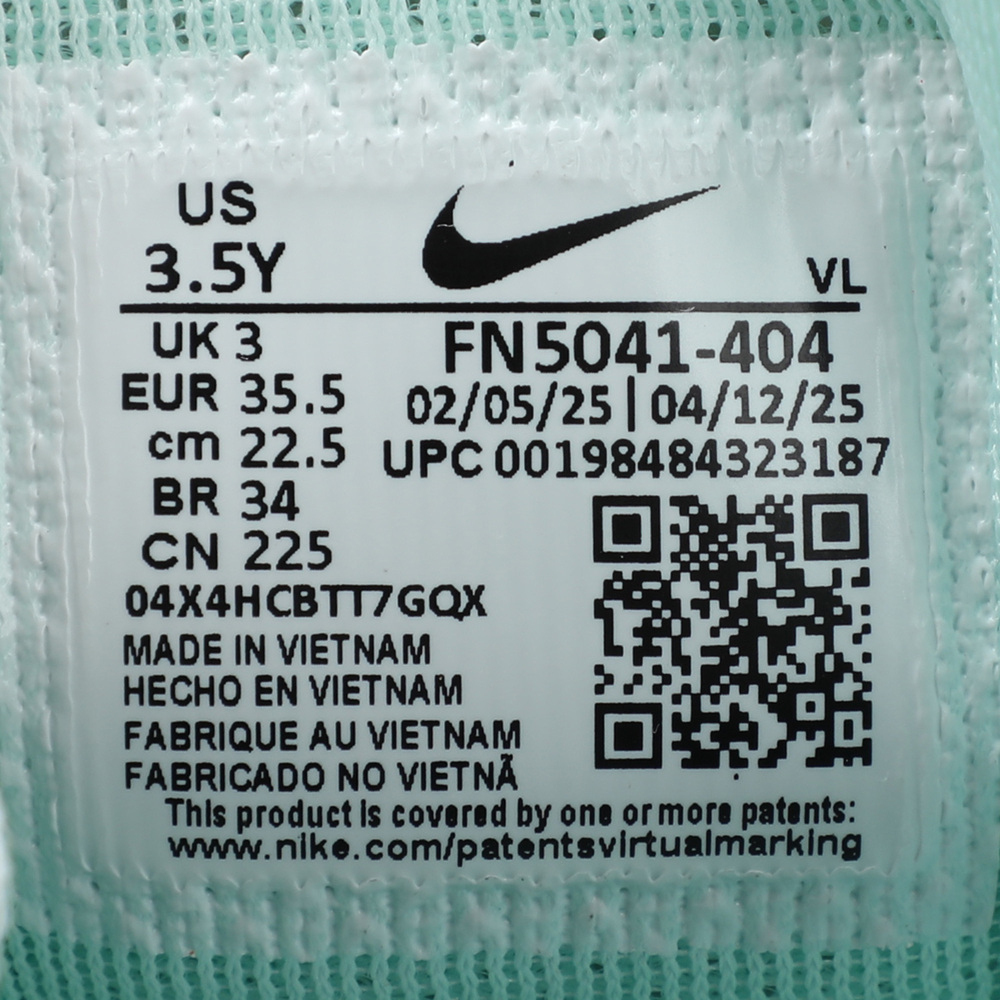 US
3.5Y
VL
UK 3
EUR 35.5
cm 22.5
BR 34
CN 225
FN5041-404
02/05/25 | 04/12/25
UPC 00198484323187
04X4HCBTT7GQX
MADE IN VIETNAM
HECHO EN VIETNAM
FABRIQUE AU VIETNAM
FABRICADO NO VIETNÃ
This product is covered by one or more patents:
www.nike.com/patentsvirtualmarking